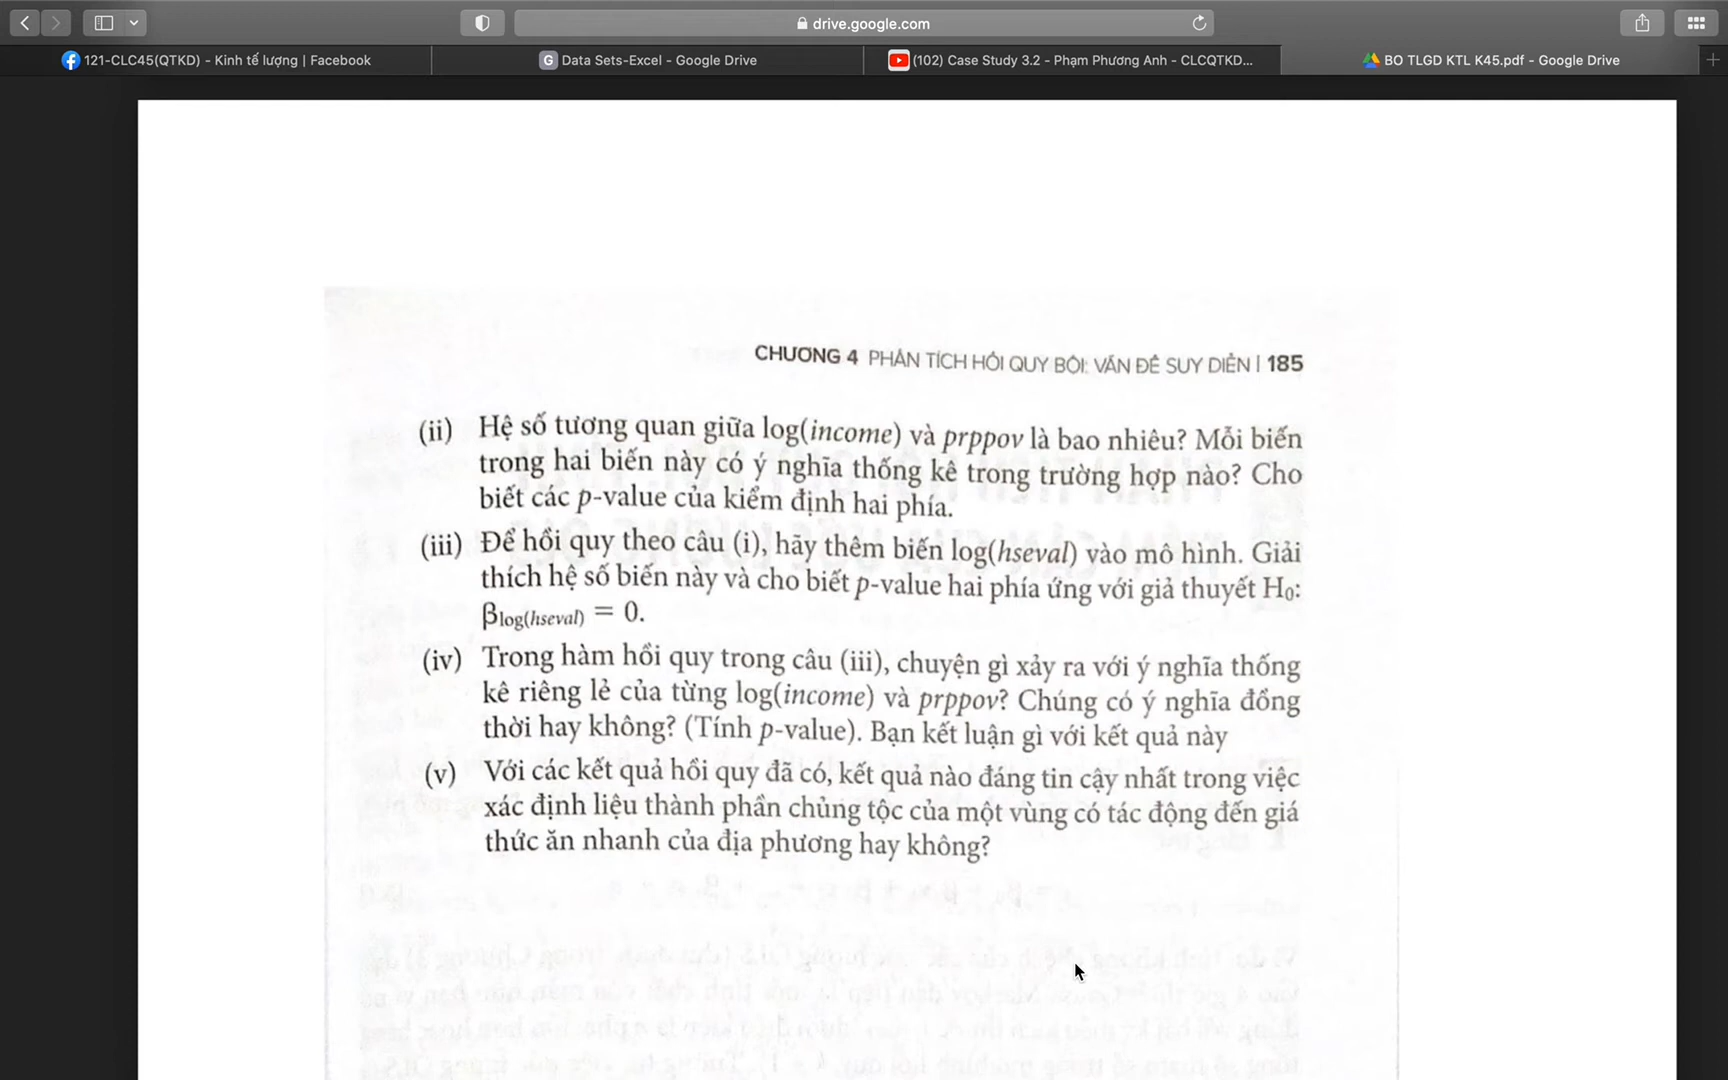 drive.google.com
121-CLC45(QTKD) - Kinh tế lượng | Facebook
Data Sets-Excel - Google Drive
(102) Case Study 3.2 - Phạm Phương Anh - CLCQTKD...
BO TLGD KTL K45.pdf - Google Drive
CHƯƠNG 4 PHÂN TÍCH HỒI QUY BỘI: VẤN ĐỀ SUY DIỄN | 185
(ii) Hệ số tương quan giữa log(income) và prppov là bao nhiêu? Mỗi biến
trong hai biến này có ý nghĩa thống kê trong trường hợp nào? Cho
biết các p-value của kiểm định hai phía.
(iii) Để hồi quy theo câu (i), hãy thêm biến log(hseval) vào mô hình. Giải
thích hệ số biến này và cho biết p-value hai phía ứng với giả thuyết H₀:
βlog(hseval) = 0.
(iv) Trong hàm hồi quy trong câu (iii), chuyện gì xảy ra với ý nghĩa thống
kê riêng lẻ của từng log(income) và prppov? Chúng có ý nghĩa đồng
thời hay không? (Tính p-value). Bạn kết luận gì với kết quả này
(v) Với các kết quả hồi quy đã có, kết quả nào đáng tin cậy nhất trong việc
xác định liệu thành phần chủng tộc của một vùng có tác động đến giá
thức ăn nhanh của địa phương hay không?